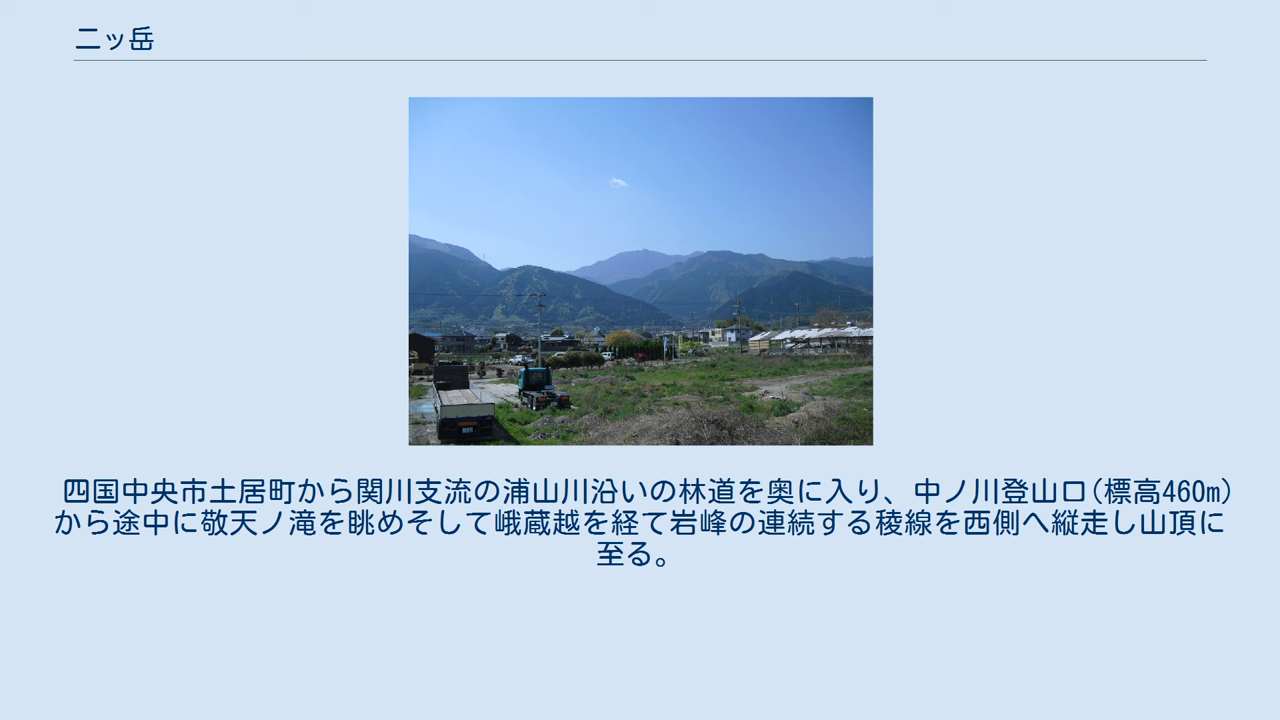 二ッ岳
四国中央市土居町から関川支流の浦山川沿いの林道を奥に入り、中ノ川登山口(標高460m)
から途中に敬天ノ滝を眺めそして峨蔵越を経て岩峰の連続する稜線を西側へ縦走し山頂に
至る。